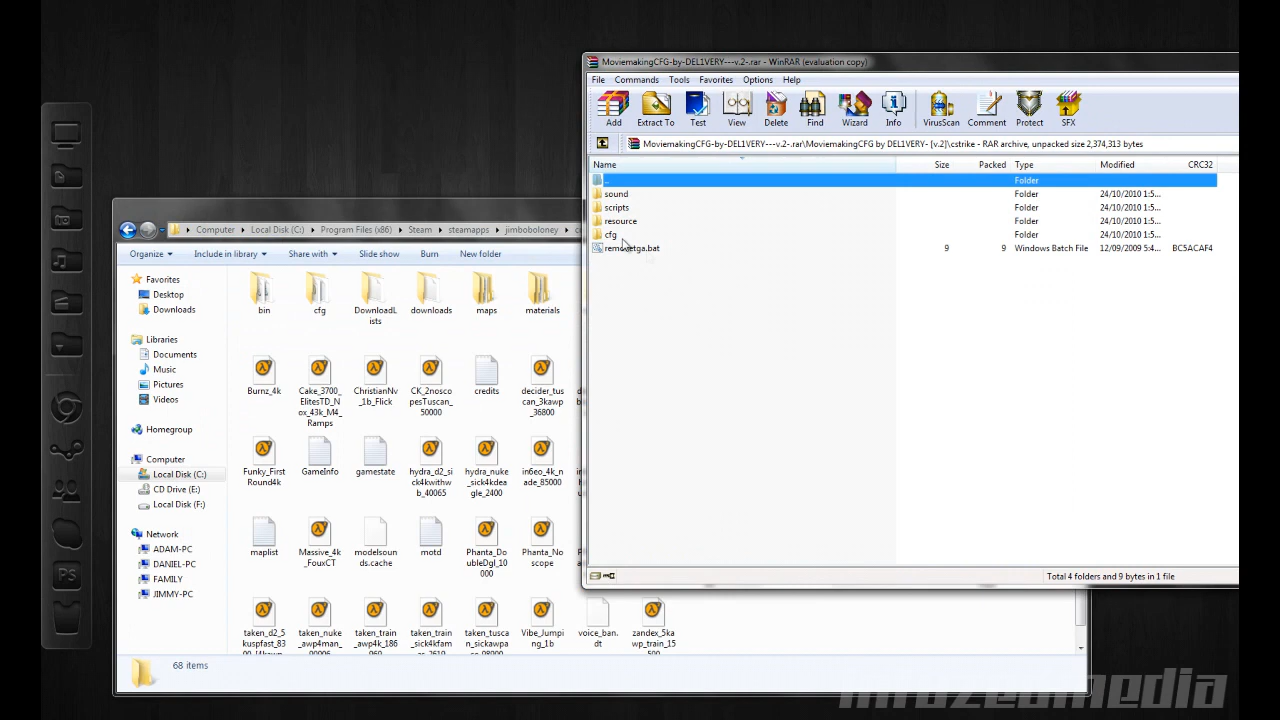 MoviemakingCFG-by-DEL1VERY---v.2-.rar - WinRAR (evaluation copy)
File Commands Tools Favorites Options Help
Add Extract To Test View Delete Find Wizard Info VirusScan Comment Protect SFX
MoviemakingCFG-by-DEL1VERY---v.2-.rar\MoviemakingCFG by DEL1VERY- [v.2]\cstrike - RAR archive, unpacked size 2,374,313 bytes
Name Size Packed Type Modified CRC32
.. Folder
sound Folder 24/10/2010 1:5...
scripts Folder 24/10/2010 1:5...
resource Folder 24/10/2010 1:5...
cfg Folder 24/10/2010 1:5...
removetga.bat 9 9 Windows Batch File 12/09/2009 5:4... BC5ACAF4
Total 4 folders and 9 bytes in 1 file
Computer Local Disk (C:) Program Files (x86) Steam steamapps jimboboloney
Organize Include in library Share with Slide show Burn New folder
Favorites
Desktop
Downloads
Libraries
Documents
Music
Pictures
Videos
Homegroup
Computer
Local Disk (C:)
CD Drive (E:)
Local Disk (F:)
Network
ADAM-PC
DANIEL-PC
FAMILY
JIMMY-PC
bin cfg DownloadL downloads maps materials
ists
Burnz_4k Cake_3700_ ChristianNv CK_2nosco credits decider_tus
ElitesTD_N _1b_Flick pesTuscan_ can_3kawp
ox_43k_M4_ 50000 _36800
Ramps
Funky_First GameInfo gamestate hydra_d2_si hydra_nuke in6eo_4k_n
Round4k ck4kwithw _sick4kdea ade_85000
b_40065 gle_2400
maplist Massive_4k modelsoun motd Phanta_Do Phanta_No
_FouxCT ds.cache ubleDgl_10 scope
000
taken_d2_5 taken_nuke taken_train taken_train taken_tusca Vibe_Jumpi voice_ban. zandex_5ka
kuspfast_83 _awp4man_ _awp4k_186 _sick4kfam n_sick4kawp ng_1b dt wp_train_15
68 items
PS